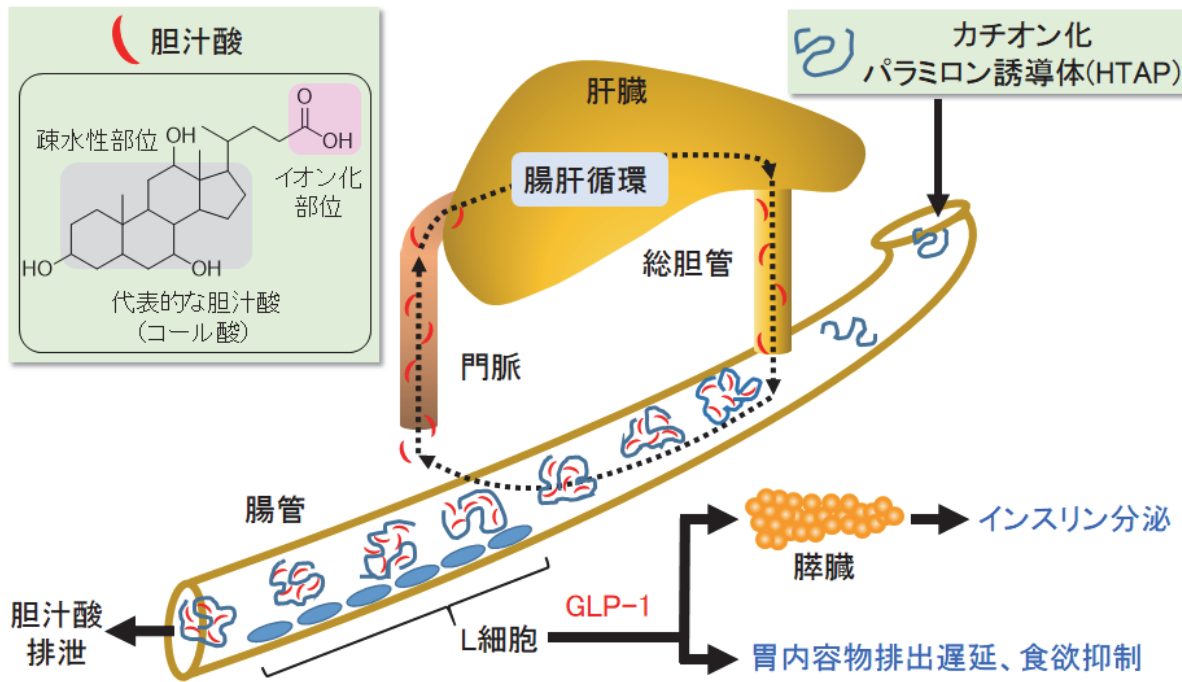 胆汁酸
疎水性部位
OH
O
OH
イオン化
部位
HO
OH
代表的な胆汁酸
(コール酸)
カチオン化
パラミロン誘導体(HTAP)
肝臓
腸肝循環
総胆管
門脈
腸管
胆汁酸
排泄
L細胞
GLP-1
膵臓
インスリン分泌
胃内容物排出遅延、食欲抑制